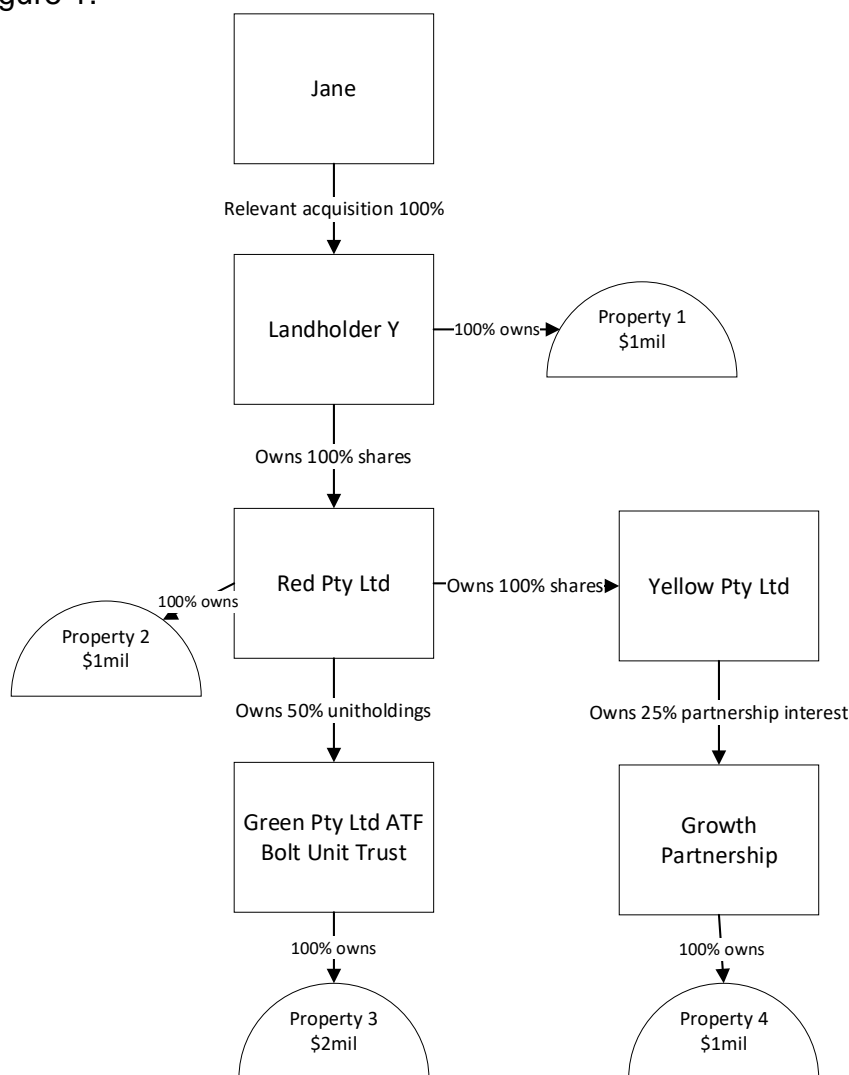 Jane
Relevant acquisition 100%
Landholder Y
100% owns
Property 1
$1mil
Owns 100% shares
Red Pty Ltd
Owns 100% shares
Yellow Pty Ltd
100% owns
Property 2
$1mil
Owns 50% unitholdings
Owns 25% partnership interest
Green Pty Ltd ATF
Bolt Unit Trust
Growth
Partnership
100% owns
100% owns
Property 3
$2mil
Property 4
$1mil